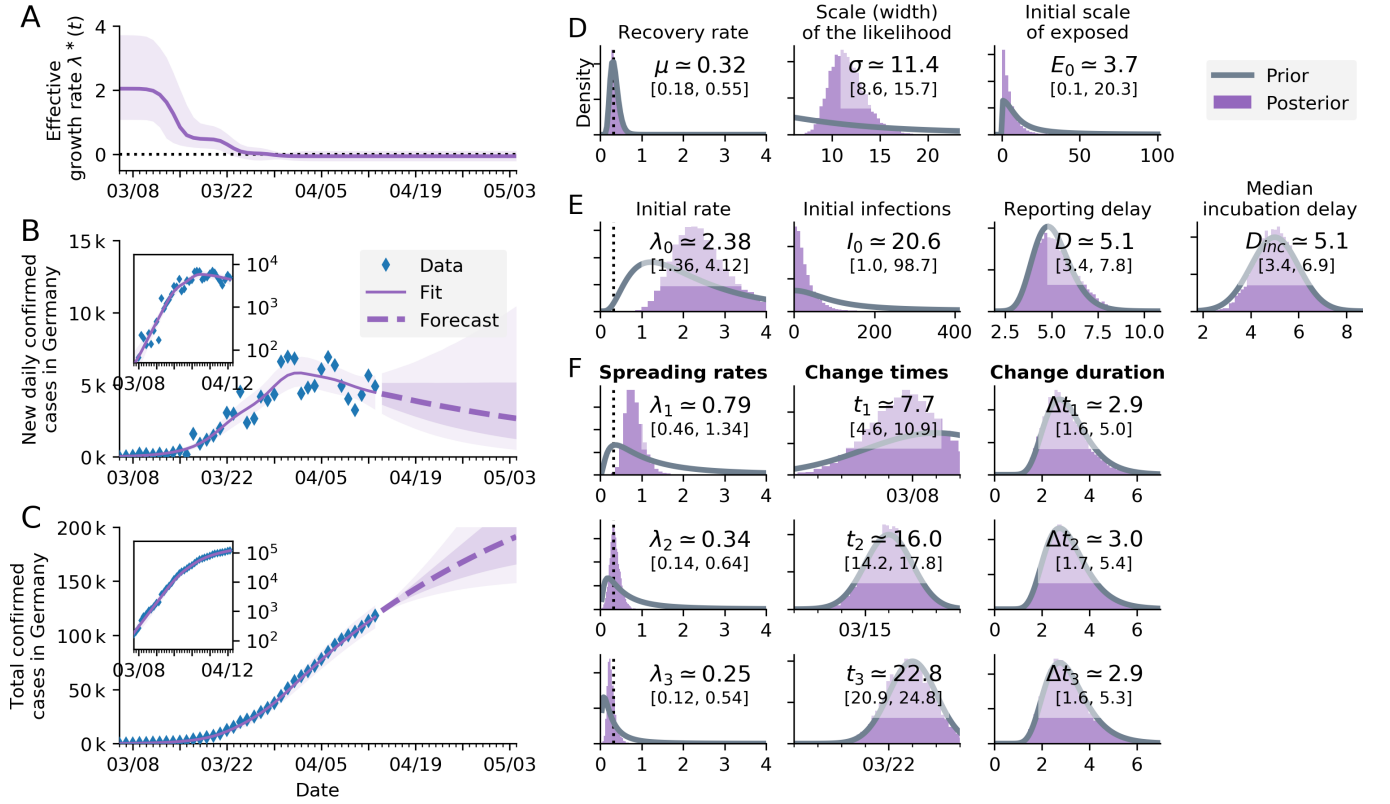 A
Effective
growth rate λ * (t)
4
2
0
03/08 03/22 04/05 04/19 05/03
B
New daily confirmed
cases in Germany
15 k
10 k
5 k
0 k
10⁴
10³
10²
03/08 04/12
Data
Fit
Forecast
03/08 03/22 04/05 04/19 05/03
C
Total confirmed
cases in Germany
200 k
150 k
100 k
50 k
0 k
10⁵
10⁴
10³
10²
03/08 04/12
03/08 03/22 04/05 04/19 05/03
Date
D
Density
Recovery rate
μ ≃ 0.32
[0.18, 0.55]
0 1 2 3 4
Scale (width)
of the likelihood
σ ≃ 11.4
[8.6, 15.7]
10 15 20
Initial scale
of exposed
E₀ ≃ 3.7
[0.1, 20.3]
0 50 100
Prior
Posterior
E
Initial rate
λ₀ ≃ 2.38
[1.36, 4.12]
0 1 2 3 4
Initial infections
I₀ ≃ 20.6
[1.0, 98.7]
0 200 400
Reporting delay
D ≃ 5.1
[3.4, 7.8]
2.5 5.0 7.5 10.0
Median
incubation delay
D_inc ≃ 5.1
[3.4, 6.9]
2 4 6 8
F
Spreading rates
λ₁ ≃ 0.79
[0.46, 1.34]
0 1 2 3 4
Change times
t₁ ≃ 7.7
[4.6, 10.9]
03/08
Change duration
Δt₁ ≃ 2.9
[1.6, 5.0]
0 2 4 6
λ₂ ≃ 0.34
[0.14, 0.64]
0 1 2 3 4
t₂ ≃ 16.0
[14.2, 17.8]
03/15
Δt₂ ≃ 3.0
[1.7, 5.4]
0 2 4 6
λ₃ ≃ 0.25
[0.12, 0.54]
0 1 2 3 4
t₃ ≃ 22.8
[20.9, 24.8]
03/22
Δt₃ ≃ 2.9
[1.6, 5.3]
0 2 4 6